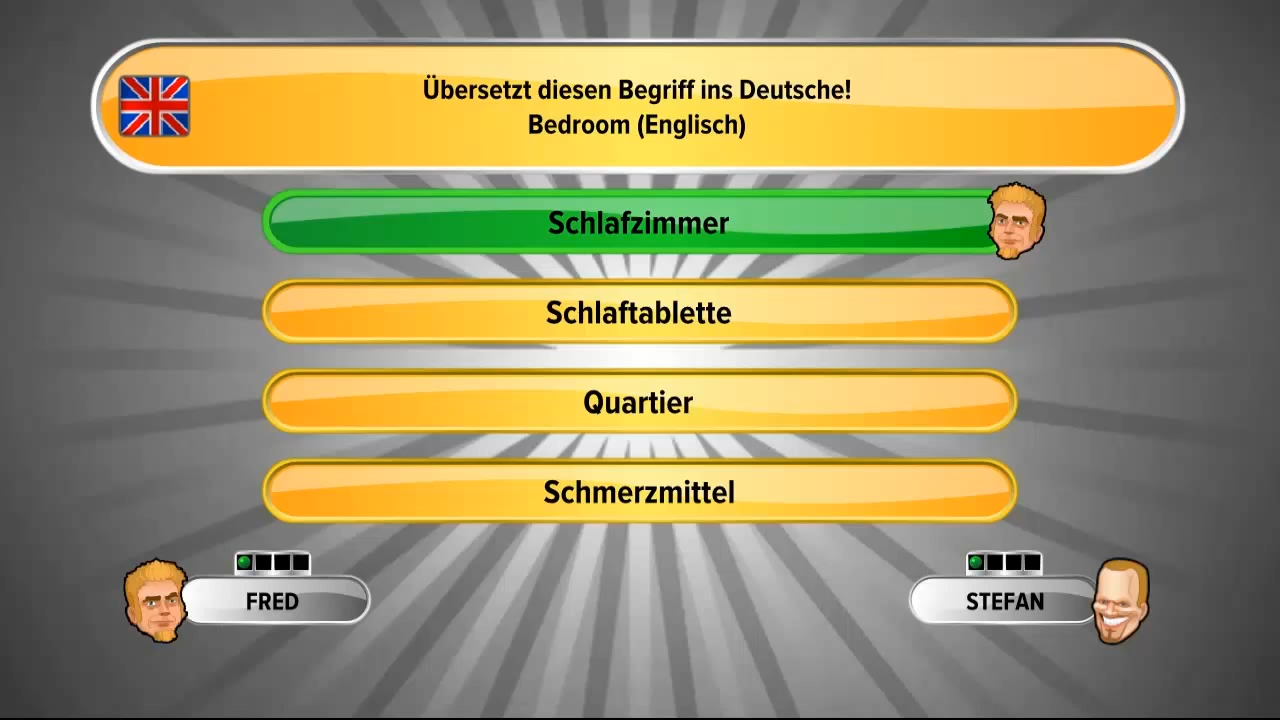 Übersetzt diesen Begriff ins Deutsche!
Bedroom (Englisch)
Schlafzimmer
Schlaftablette
Quartier
Schmerzmittel
FRED
STEFAN